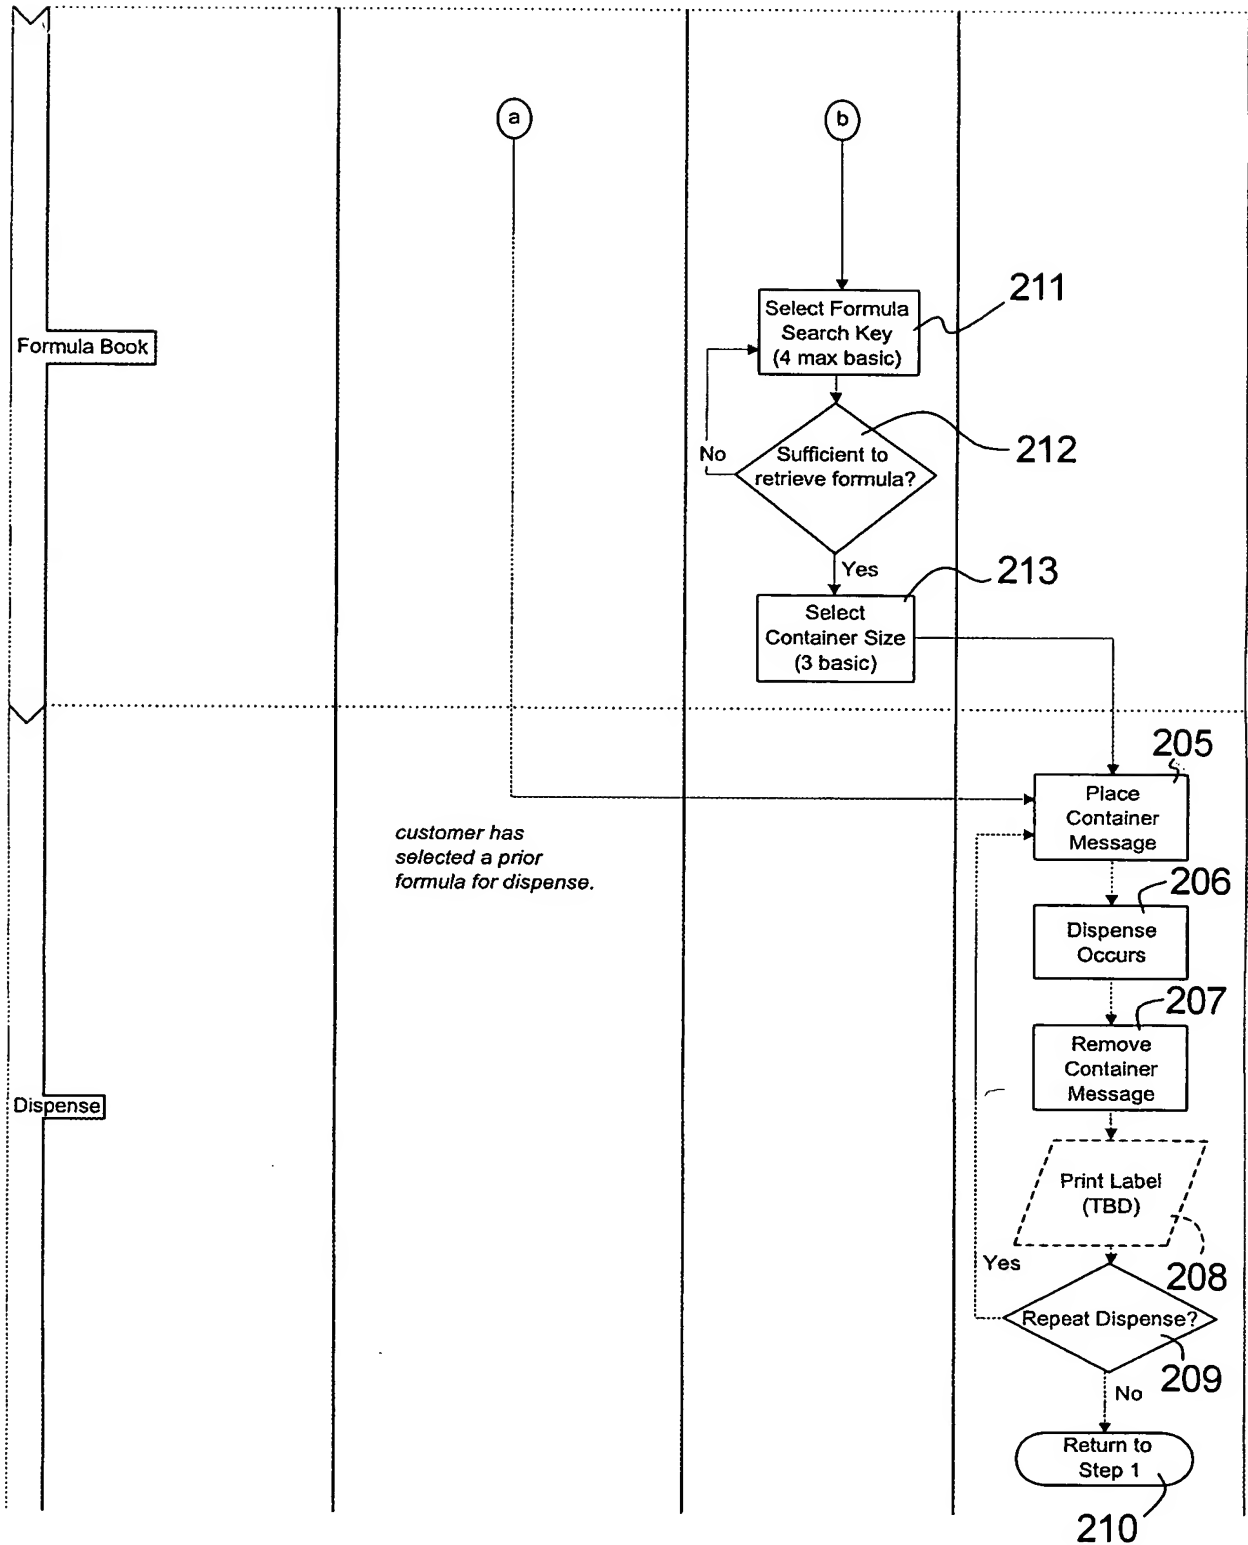 a
b
211
Select Formula
Search Key
(4 max basic)
Formula Book
No
Sufficient to
retrieve formula?
212
Yes
213
Select
Container Size
(3 basic)
205
Place
Container
Message
customer has
selected a prior
formula for dispense.
206
Dispense
Occurs
207
Remove
Container
Message
Dispense
Print Label
(TBD)
208
Yes
Repeat Dispense?
209
No
Return to
Step 1
210